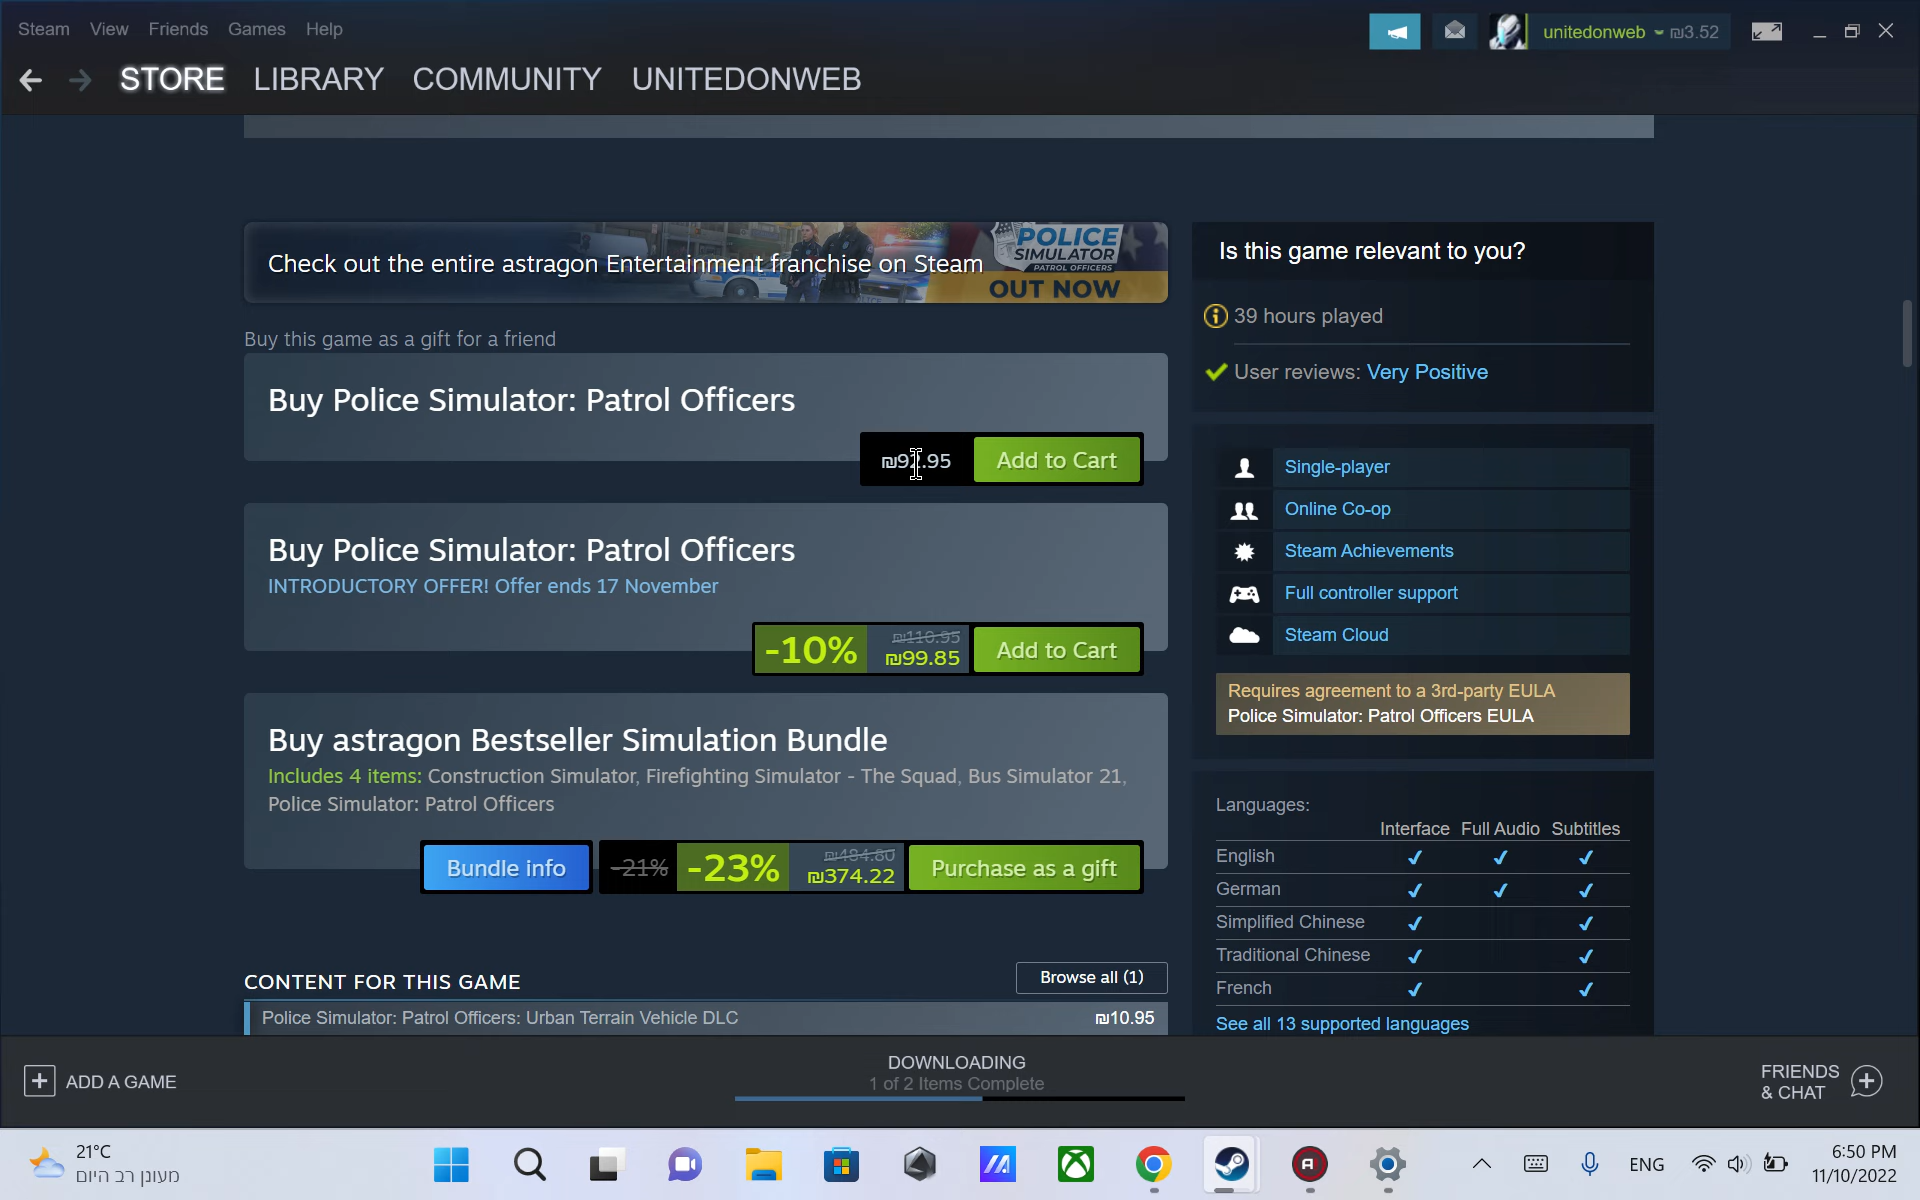 Steam View Friends Games Help
unitedonweb ₪3.52
STORE LIBRARY COMMUNITY UNITEDONWEB
Check out the entire astragon Entertainment franchise on Steam
POLICE
SIMULATOR
PATROL OFFICERS
OUT NOW
Buy this game as a gift for a friend
Buy Police Simulator: Patrol Officers
₪92.95 Add to Cart
Buy Police Simulator: Patrol Officers
INTRODUCTORY OFFER! Offer ends 17 November
-10% ₪110.95 ₪99.85 Add to Cart
Buy astragon Bestseller Simulation Bundle
Includes 4 items: Construction Simulator, Firefighting Simulator - The Squad, Bus Simulator 21,
Police Simulator: Patrol Officers
Bundle info -21% -23% ₪484.80 ₪374.22 Purchase as a gift
CONTENT FOR THIS GAME
Browse all (1)
Police Simulator: Patrol Officers: Urban Terrain Vehicle DLC ₪10.95
Is this game relevant to you?
39 hours played
User reviews: Very Positive
Single-player
Online Co-op
Steam Achievements
Full controller support
Steam Cloud
Requires agreement to a 3rd-party EULA
Police Simulator: Patrol Officers EULA
Languages:
Interface Full Audio Subtitles
English ✔ ✔ ✔
German ✔ ✔ ✔
Simplified Chinese ✔ ✔
Traditional Chinese ✔ ✔
French ✔ ✔
See all 13 supported languages
ADD A GAME
DOWNLOADING
1 of 2 Items Complete
FRIENDS
& CHAT
21°C
מעונן רב היום
ENG
6:50 PM
11/10/2022